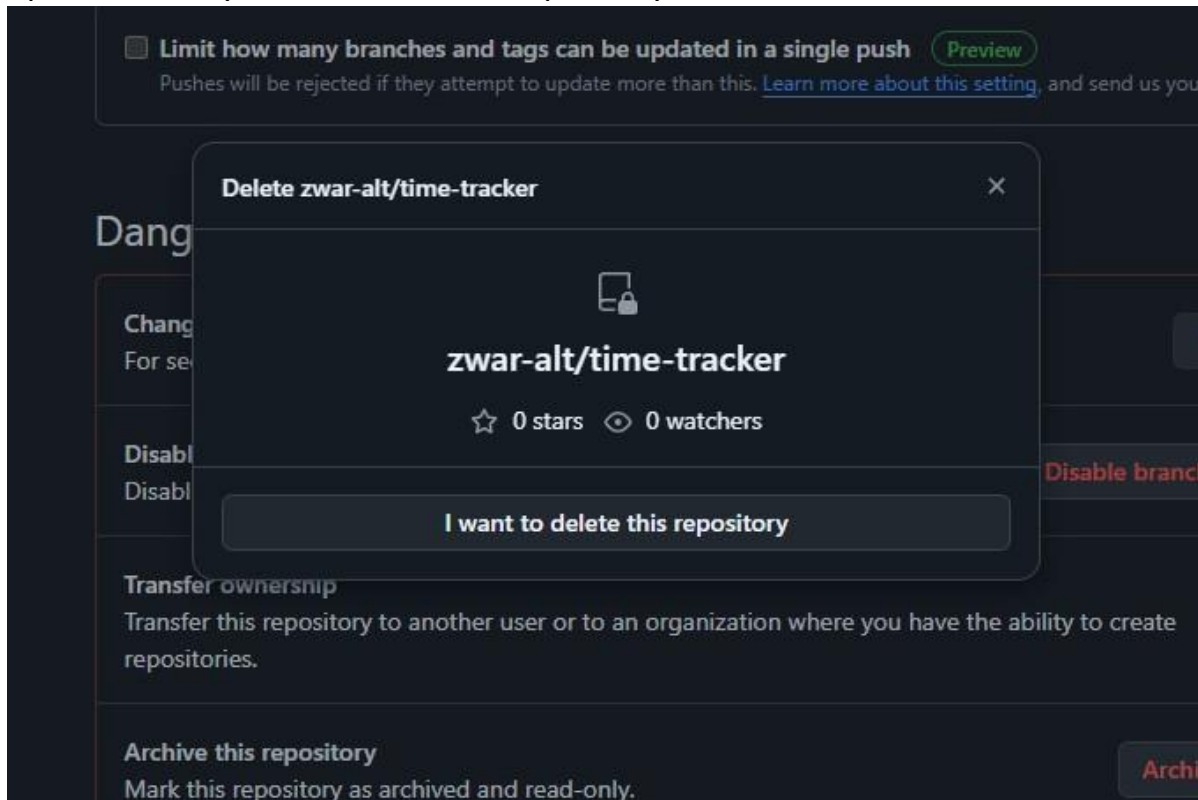 Limit how many branches and tags can be updated in a single push Preview
Pushes will be rejected if they attempt to update more than this. Learn more about this setting, and send us you
Delete zwar-alt/time-tracker
Dang
zwar-alt/time-tracker
Chang
For se
0 stars 0 watchers
Disabl
Disabl
Disable branc
I want to delete this repository
Transfer ownership
Transfer this repository to another user or to an organization where you have the ability to create
repositories.
Archive this repository
Mark this repository as archived and read-only.
Archi